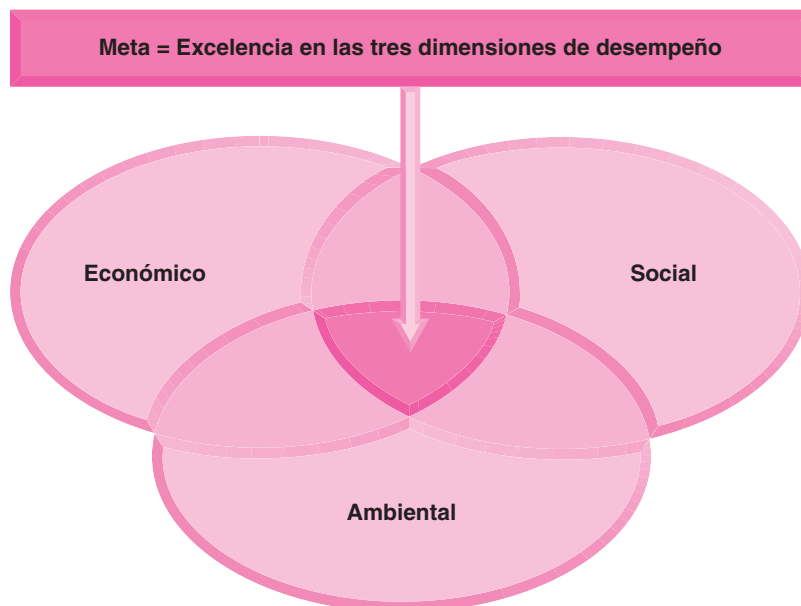 Meta = Excelencia en las tres dimensiones de desempeño
Económico
Social
Ambiental